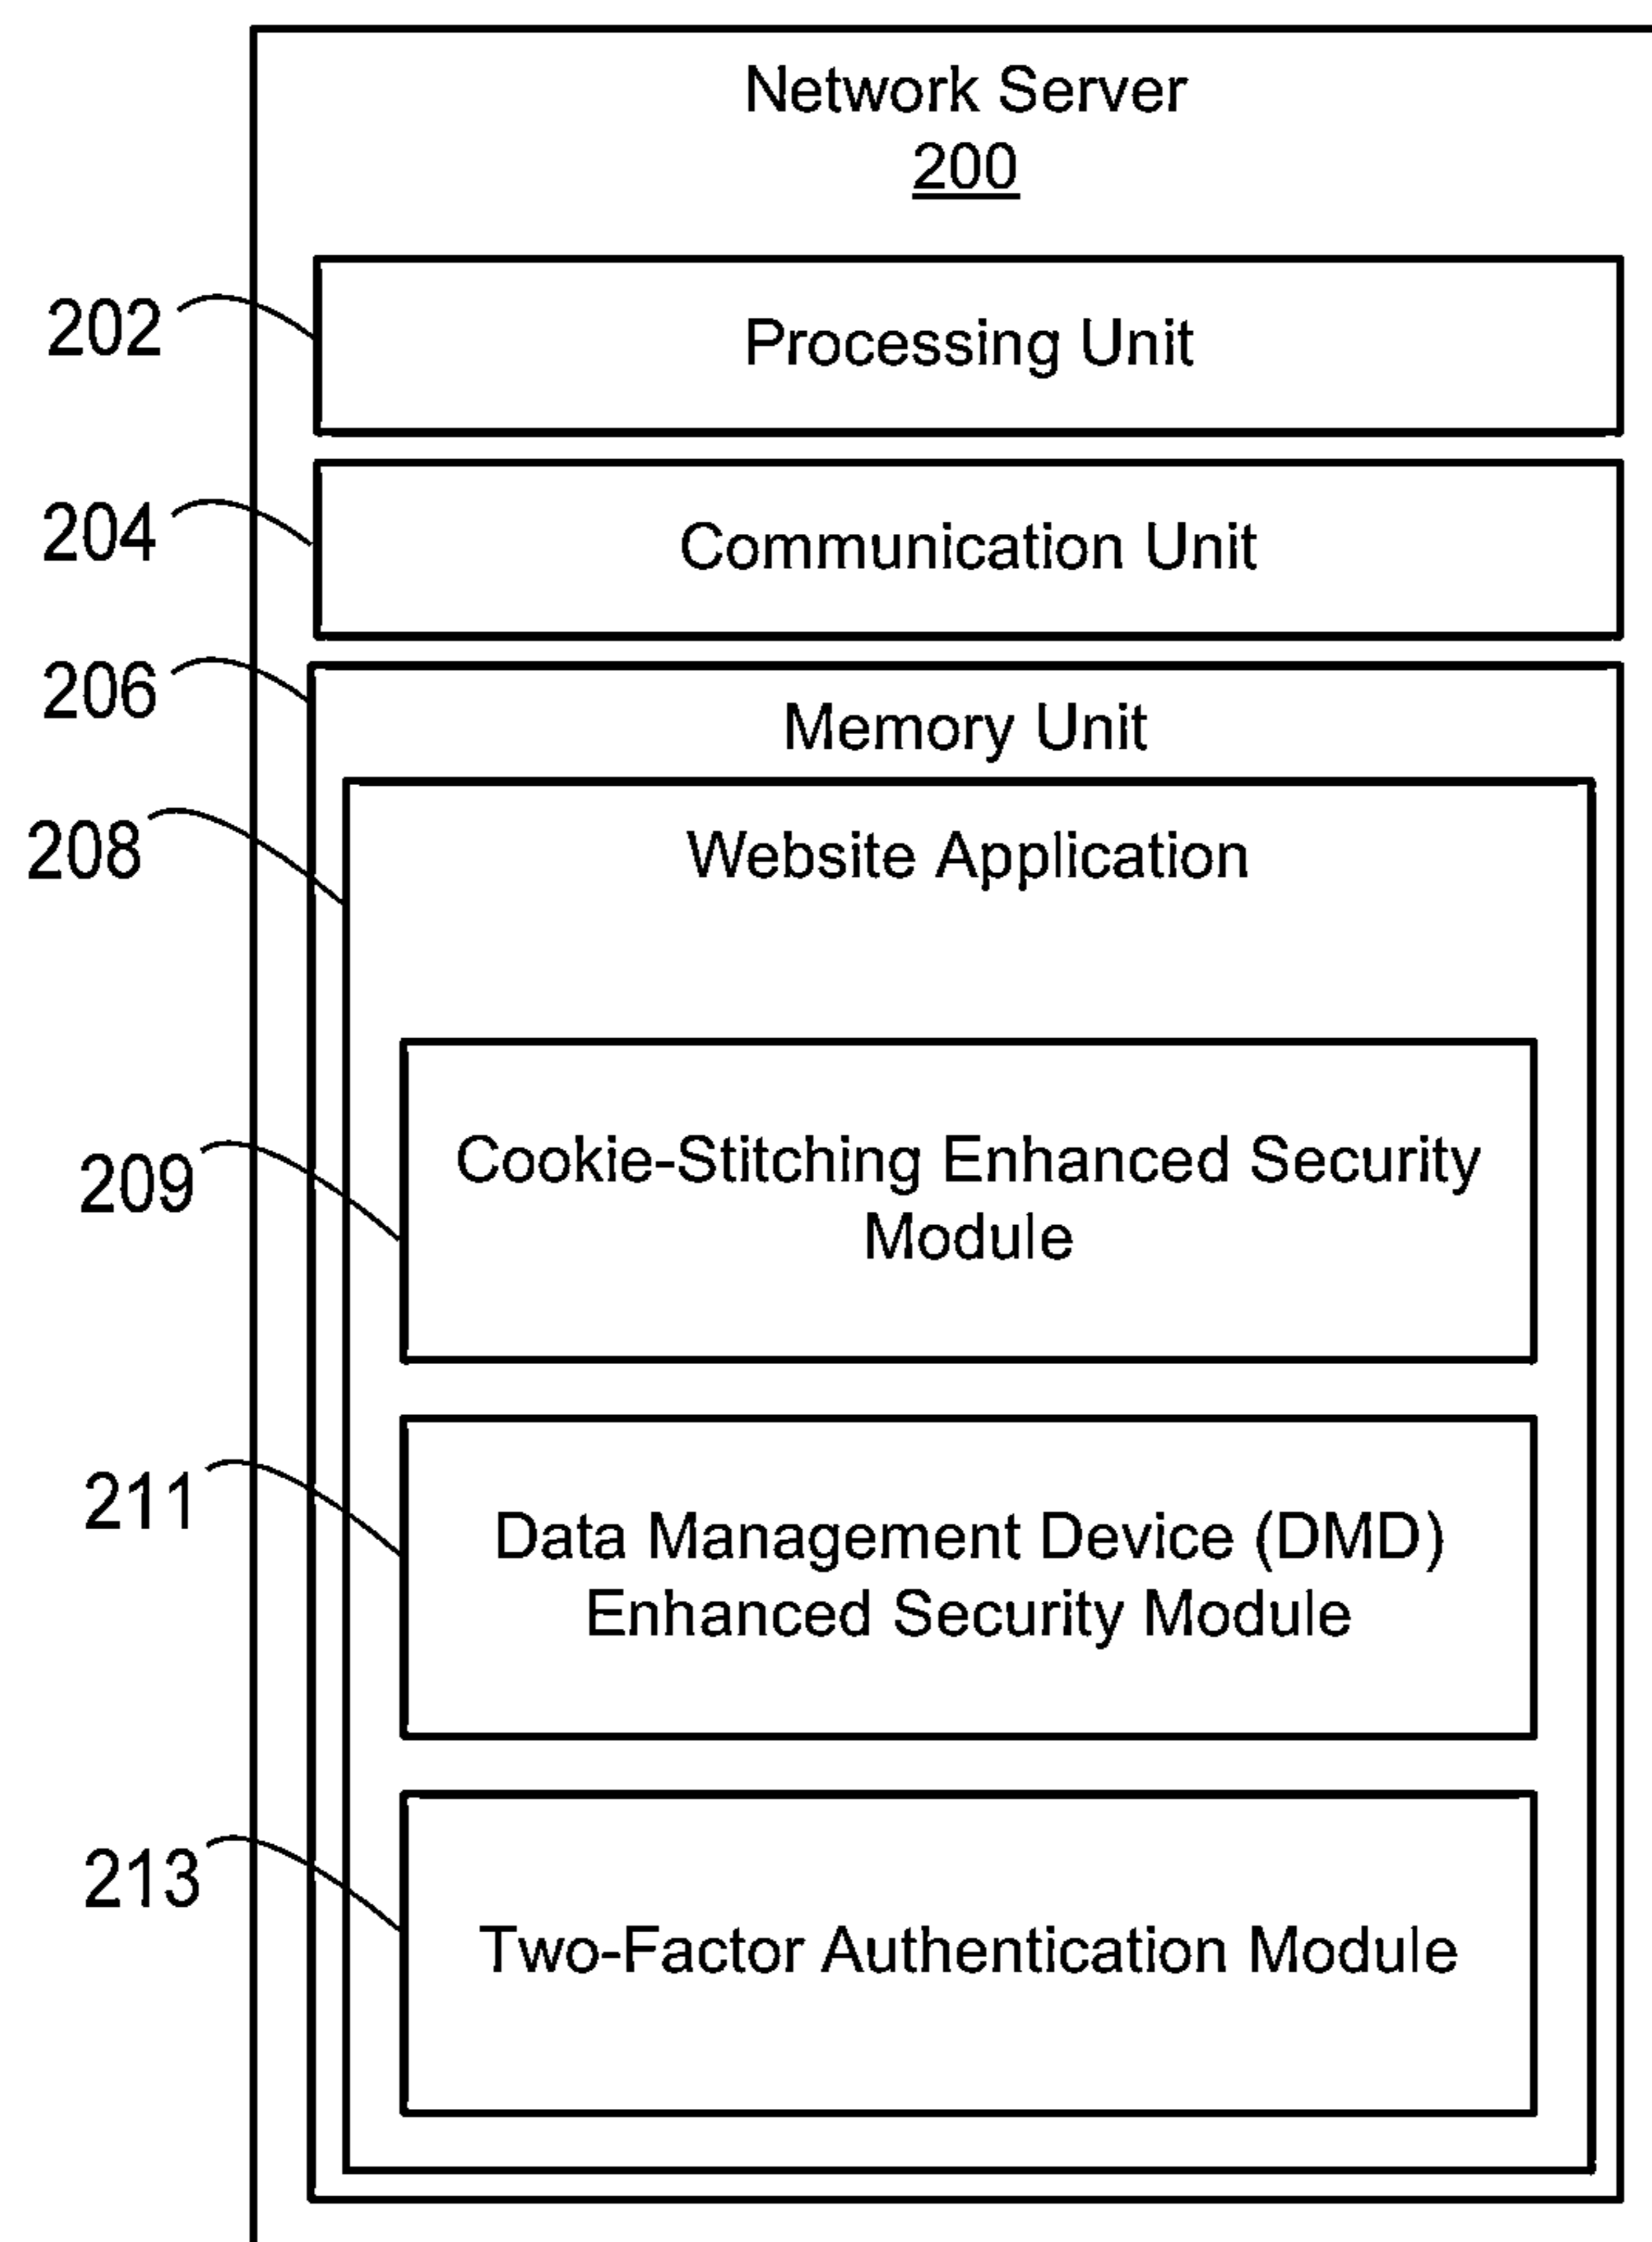 Network Server
200
202
Processing Unit
204
Communication Unit
206
Memory Unit
208
Website Application
209
Cookie-Stitching Enhanced Security
Module
211
Data Management Device (DMD)
Enhanced Security Module
213
Two-Factor Authentication Module